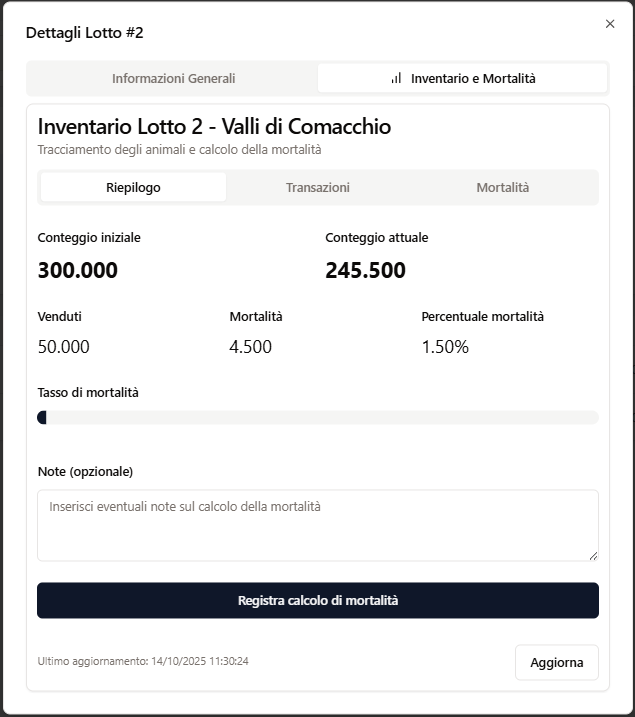 Dettagli Lotto #2
Informazioni Generali
Inventario e Mortalità
Inventario Lotto 2 - Valli di Comacchio
Tracciamento degli animali e calcolo della mortalità
Riepilogo
Transazioni
Mortalità
Conteggio iniziale
Conteggio attuale
300.000
245.500
Venduti
Mortalità
Percentuale mortalità
50.000
4.500
1.50%
Tasso di mortalità
Note (opzionale)
Inserisci eventuali note sul calcolo della mortalità
Registra calcolo di mortalità
Ultimo aggiornamento: 14/10/2025 11:30:24
Aggiorna